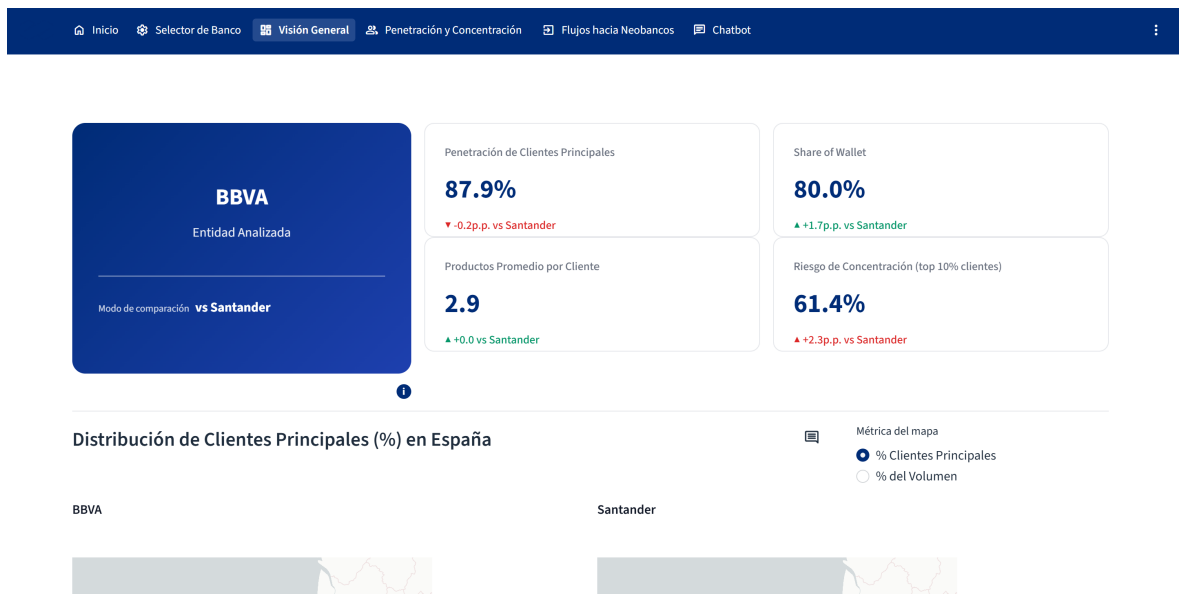 Inicio
Selector de Banco
Visión General
Penetración y Concentración
Flujos hacia Neobancos
Chatbot
BBVA
Entidad Analizada
Modo de comparación vs Santander
Penetración de Clientes Principales
87.9%
▼ -0.2p.p. vs Santander
Share of Wallet
80.0%
▲ +1.7p.p. vs Santander
Productos Promedio por Cliente
2.9
▲ +0.0 vs Santander
Riesgo de Concentración (top 10% clientes)
61.4%
▲ +2.3p.p. vs Santander
i
Distribución de Clientes Principales (%) en España
Métrica del mapa
% Clientes Principales
% del Volumen
BBVA
Santander